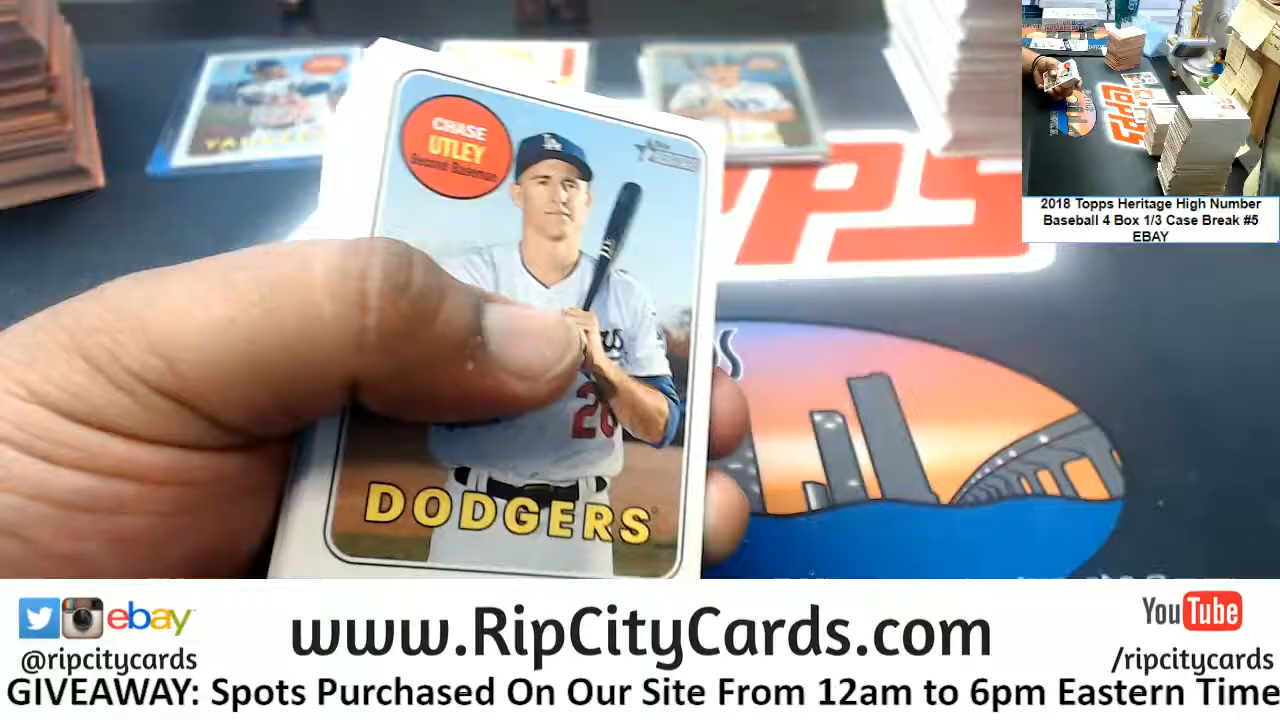 CHASE
UTLEY
Second Baseman
26
DODGERS
2018 Topps Heritage High Number
Baseball 4 Box 1/3 Case Break #5
EBAY
ebay
@ripcitycards
www.RipCityCards.com
YouTube
/ripcitycards
GIVEAWAY: Spots Purchased On Our Site From 12am to 6pm Eastern Time